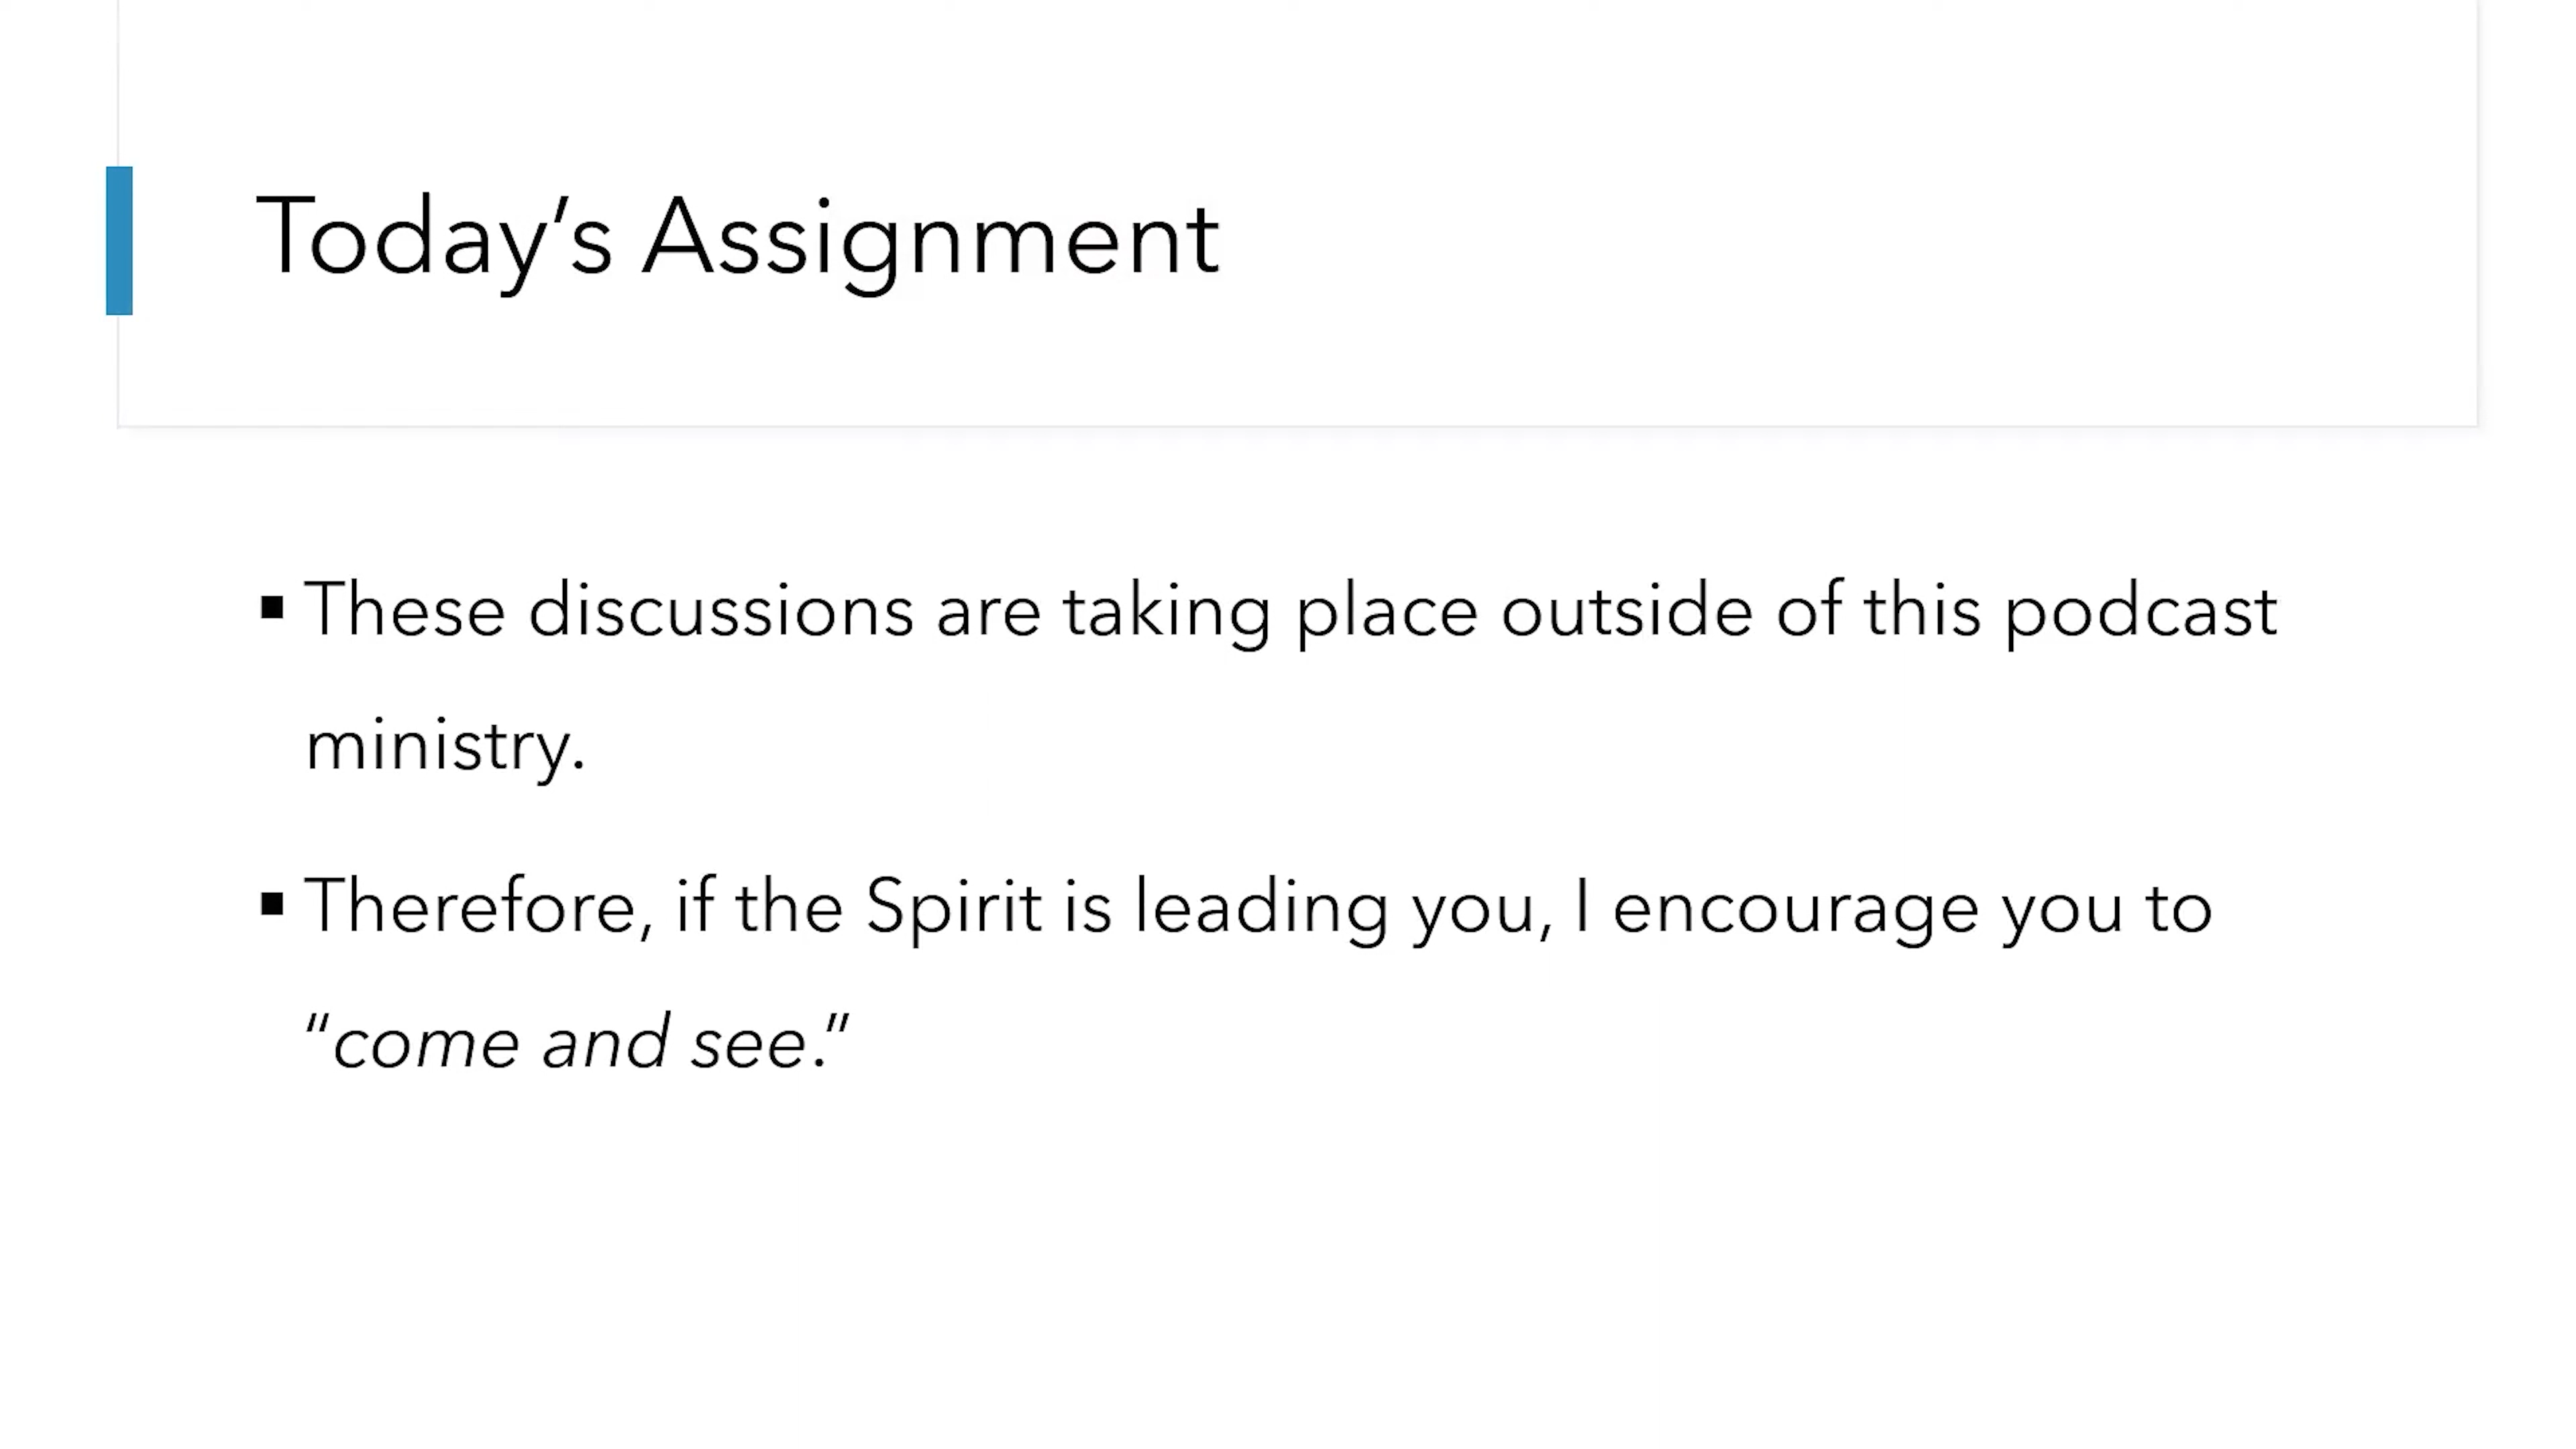 Today’s Assignment
▪ These discussions are taking place outside of this podcast
ministry.
▪ Therefore, if the Spirit is leading you, I encourage you to
“come and see.”